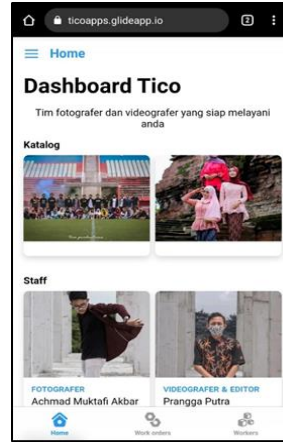 ticoapps.glideapp.io
2
Home
Dashboard Tico
Tim fotografer dan videografer yang siap melayani
anda
Katalog
Staff
FOTOGRAFER
Achmad Muktafi Akbar
VIDEOGRAFER & EDITOR
Prangga Putra
Home
Work orders
Workers